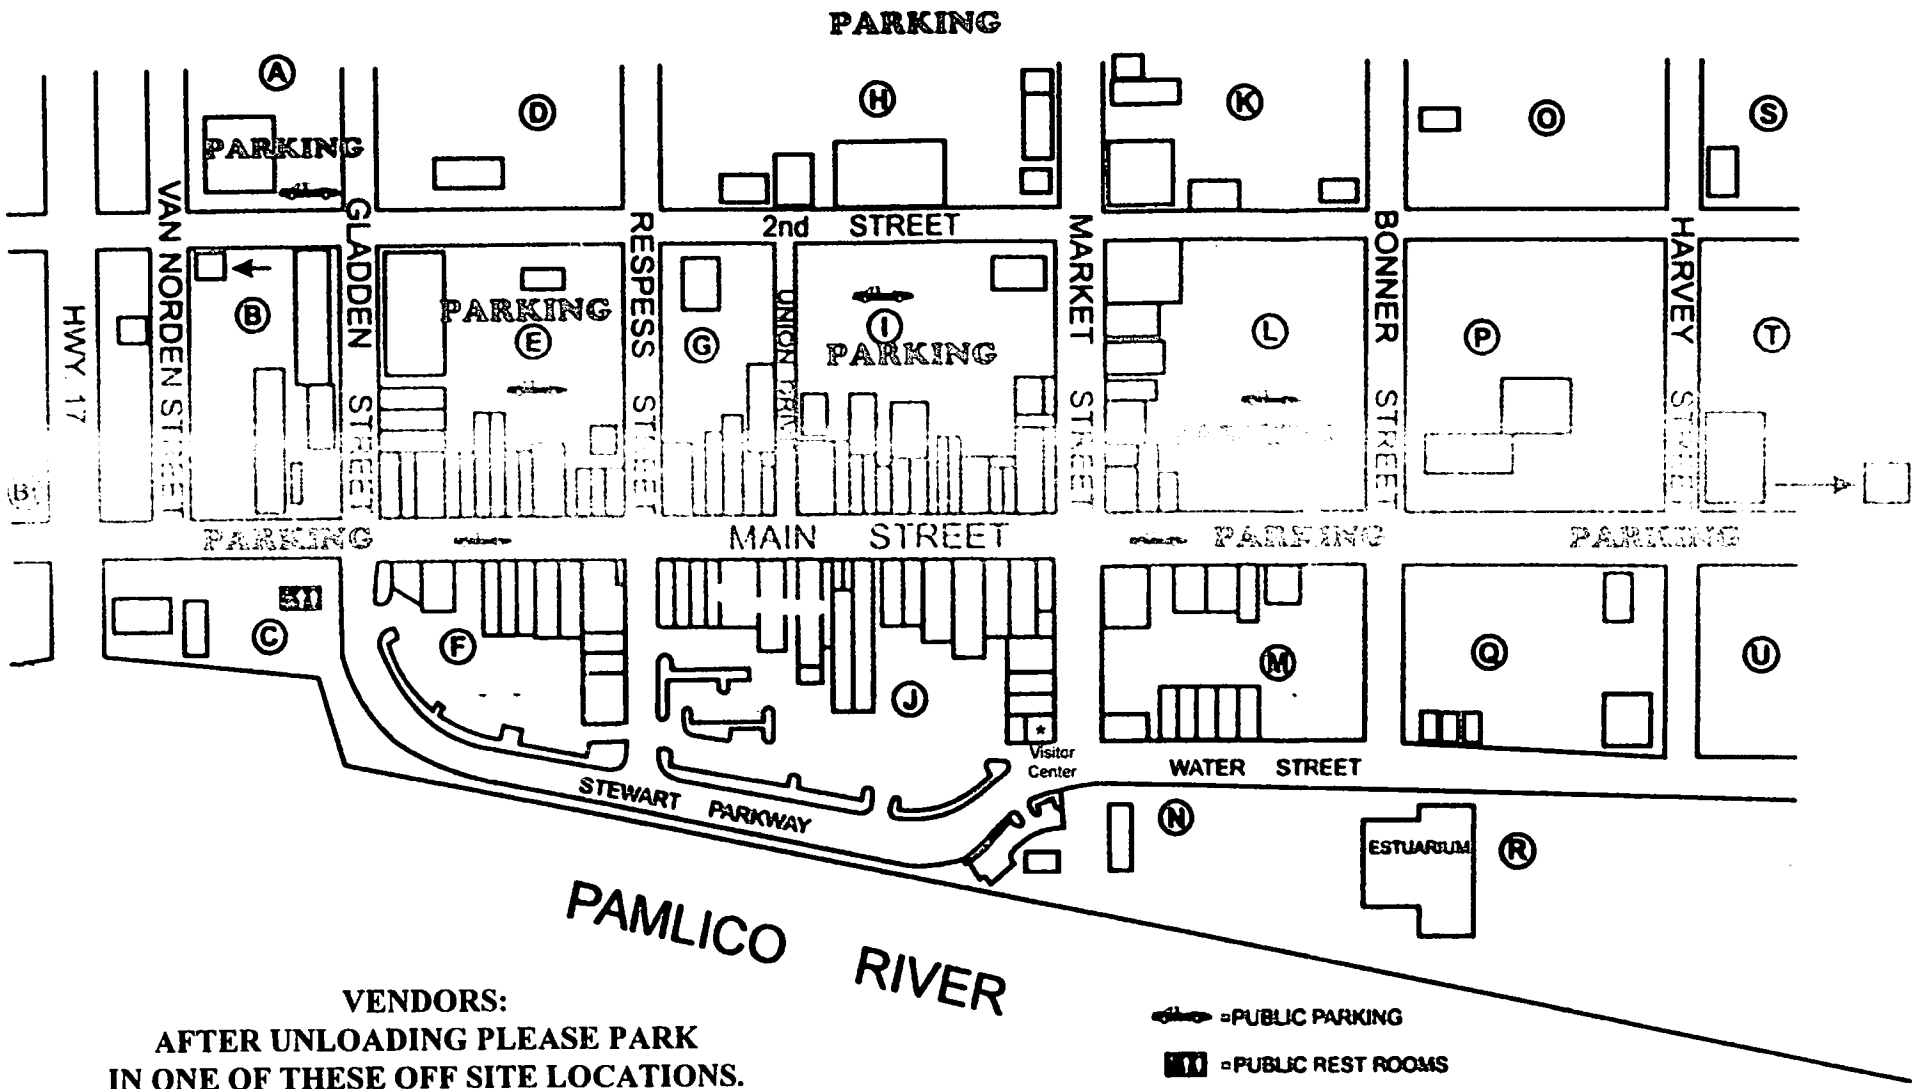 PARKING
A
D
H
K
O
S
PARKING
2nd STREET
VAN NORDEN STREET
GLADDEN STREET
RESPESS STREET
MARKET STREET
BONNER STREET
HARVEY STREET
HWY. 17
B
PARKING
E
G
UNION DRIV
I
PARKING
L
P
T
B
PARKING
MAIN STREET
PARKING
PARKING
C
F
J
M
Q
U
Visitor
Center
WATER STREET
STEWART PARKWAY
N
ESTUARIUM
R
PAMLICO RIVER
VENDORS:
AFTER UNLOADING PLEASE PARK
IN ONE OF THESE OFF SITE LOCATIONS.
=PUBLIC PARKING
=PUBLIC REST ROOMS